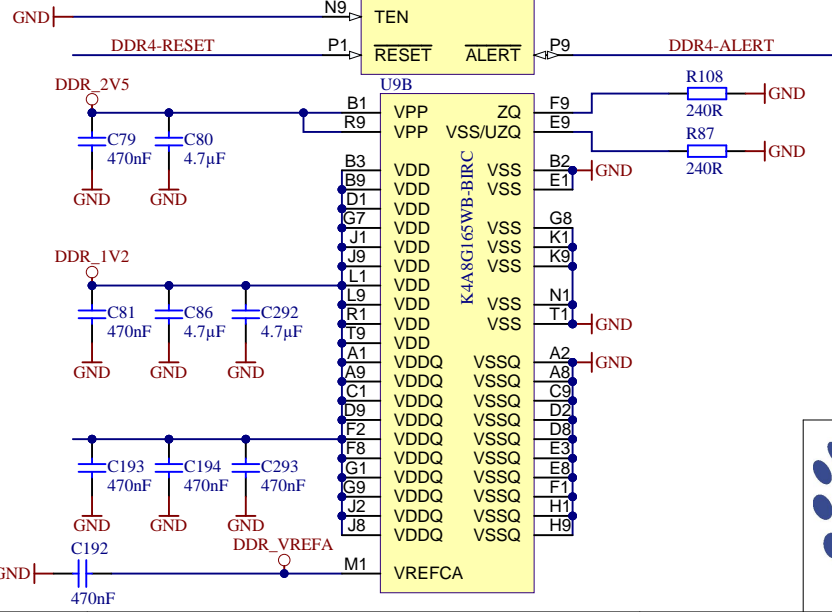 N9
GND
TEN
DDR4-RESET
P1
RESET
ALERT
P9
DDR4-ALERT
U9B
DDR_2V5
R108
B1
VPP
ZQ
F9
240R
GND
R9
VPP
VSS/UZQ
E9
R87
C79
470nF
C80
4.7µF
240R
GND
GND
GND
K4A8G165WB-BIRC
B3
VDD
VSS
B2
GND
B9
VDD
VSS
E1
D1
VDD
G7
VDD
VSS
G8
J1
VDD
VSS
K1
J9
VDD
VSS
K9
DDR_1V2
L1
VDD
L9
VDD
VSS
N1
R1
VDD
VSS
T1
GND
T9
VDD
C81
470nF
C86
4.7µF
C292
4.7µF
GND
GND
GND
A1
VDDQ
VSSQ
A2
GND
A9
VDDQ
VSSQ
A8
C1
VDDQ
VSSQ
C9
D9
VDDQ
VSSQ
D2
F2
VDDQ
VSSQ
D8
F8
VDDQ
VSSQ
E3
G1
VDDQ
VSSQ
E8
G9
VDDQ
VSSQ
F1
J2
VDDQ
VSSQ
H1
J8
VDDQ
VSSQ
H9
C193
470nF
C194
470nF
C293
470nF
GND
GND
GND
C192
DDR_VREFA
GND
470nF
M1
VREFCA